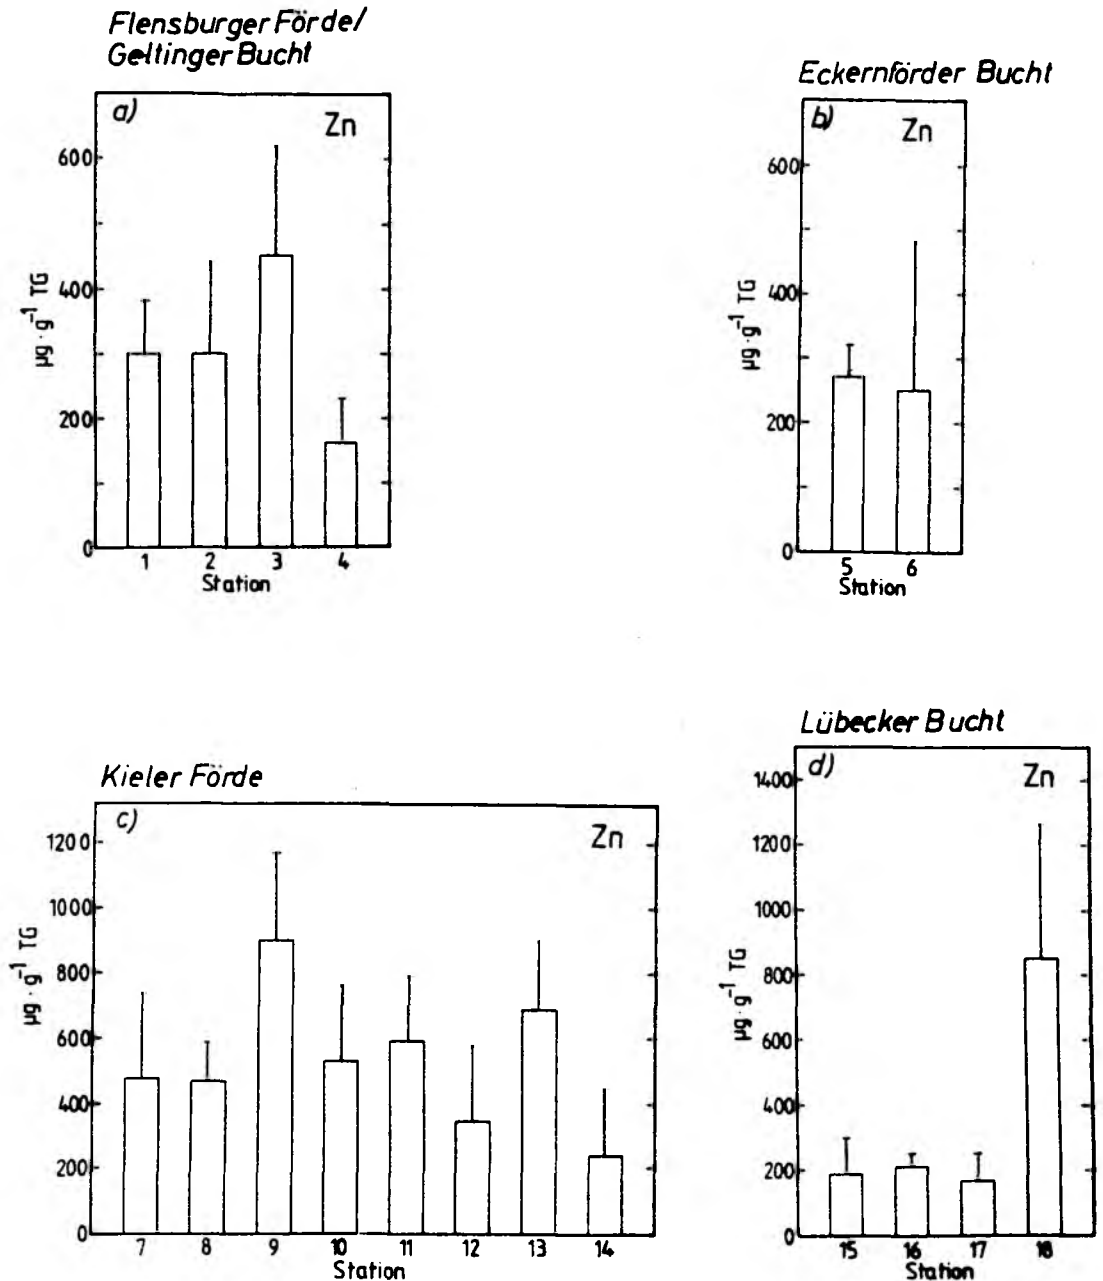 Flensburger Förde/
Geltinger Bucht
a)
Zn
600
400
200
0
µg·g⁻¹ TG
1 2 3 4
Station
Eckernförder Bucht
b)
Zn
600
400
200
0
µg·g⁻¹ TG
5 6
Station
Kieler Förde
c)
Zn
1200
1000
800
600
400
200
0
µg·g⁻¹ TG
7 8 9 10 11 12 13 14
Station
Lübecker Bucht
d)
Zn
1400
1200
1000
800
600
400
200
0
µg·g⁻¹ TG
15 16 17 18
Station